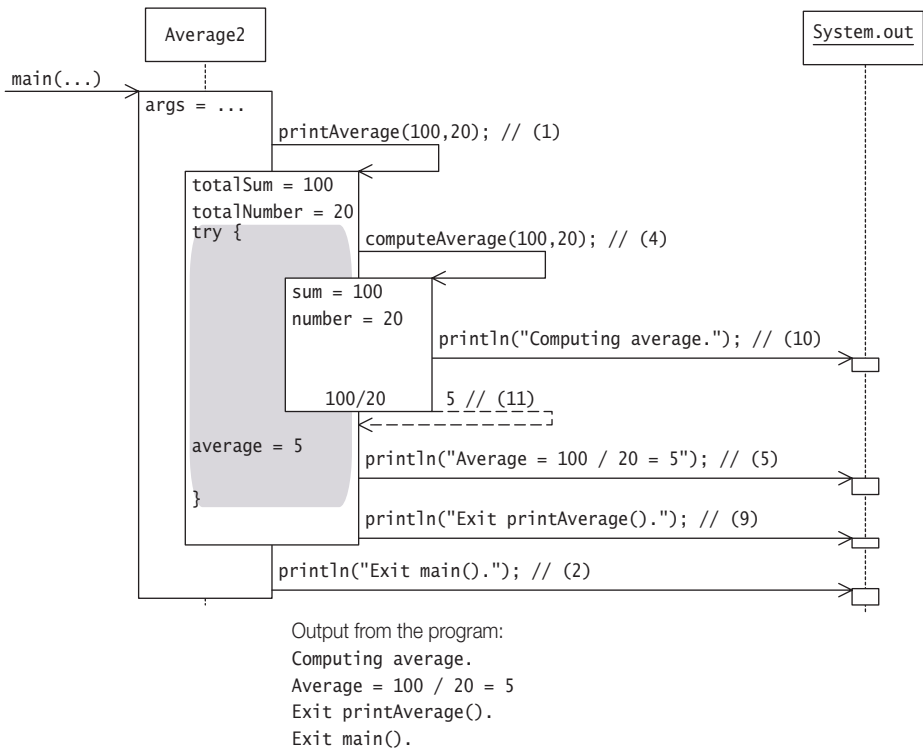 Average2
System.out
main(...)
args = ...
printAverage(100,20); // (1)
totalSum = 100
totalNumber = 20
try {
computeAverage(100,20); // (4)
sum = 100
number = 20
println("Computing average."); // (10)
100/20
5 // (11)
average = 5
println("Average = 100 / 20 = 5"); // (5)
}
println("Exit printAverage()."); // (9)
println("Exit main()."); // (2)
Output from the program:
Computing average.
Average = 100 / 20 = 5
Exit printAverage().
Exit main().